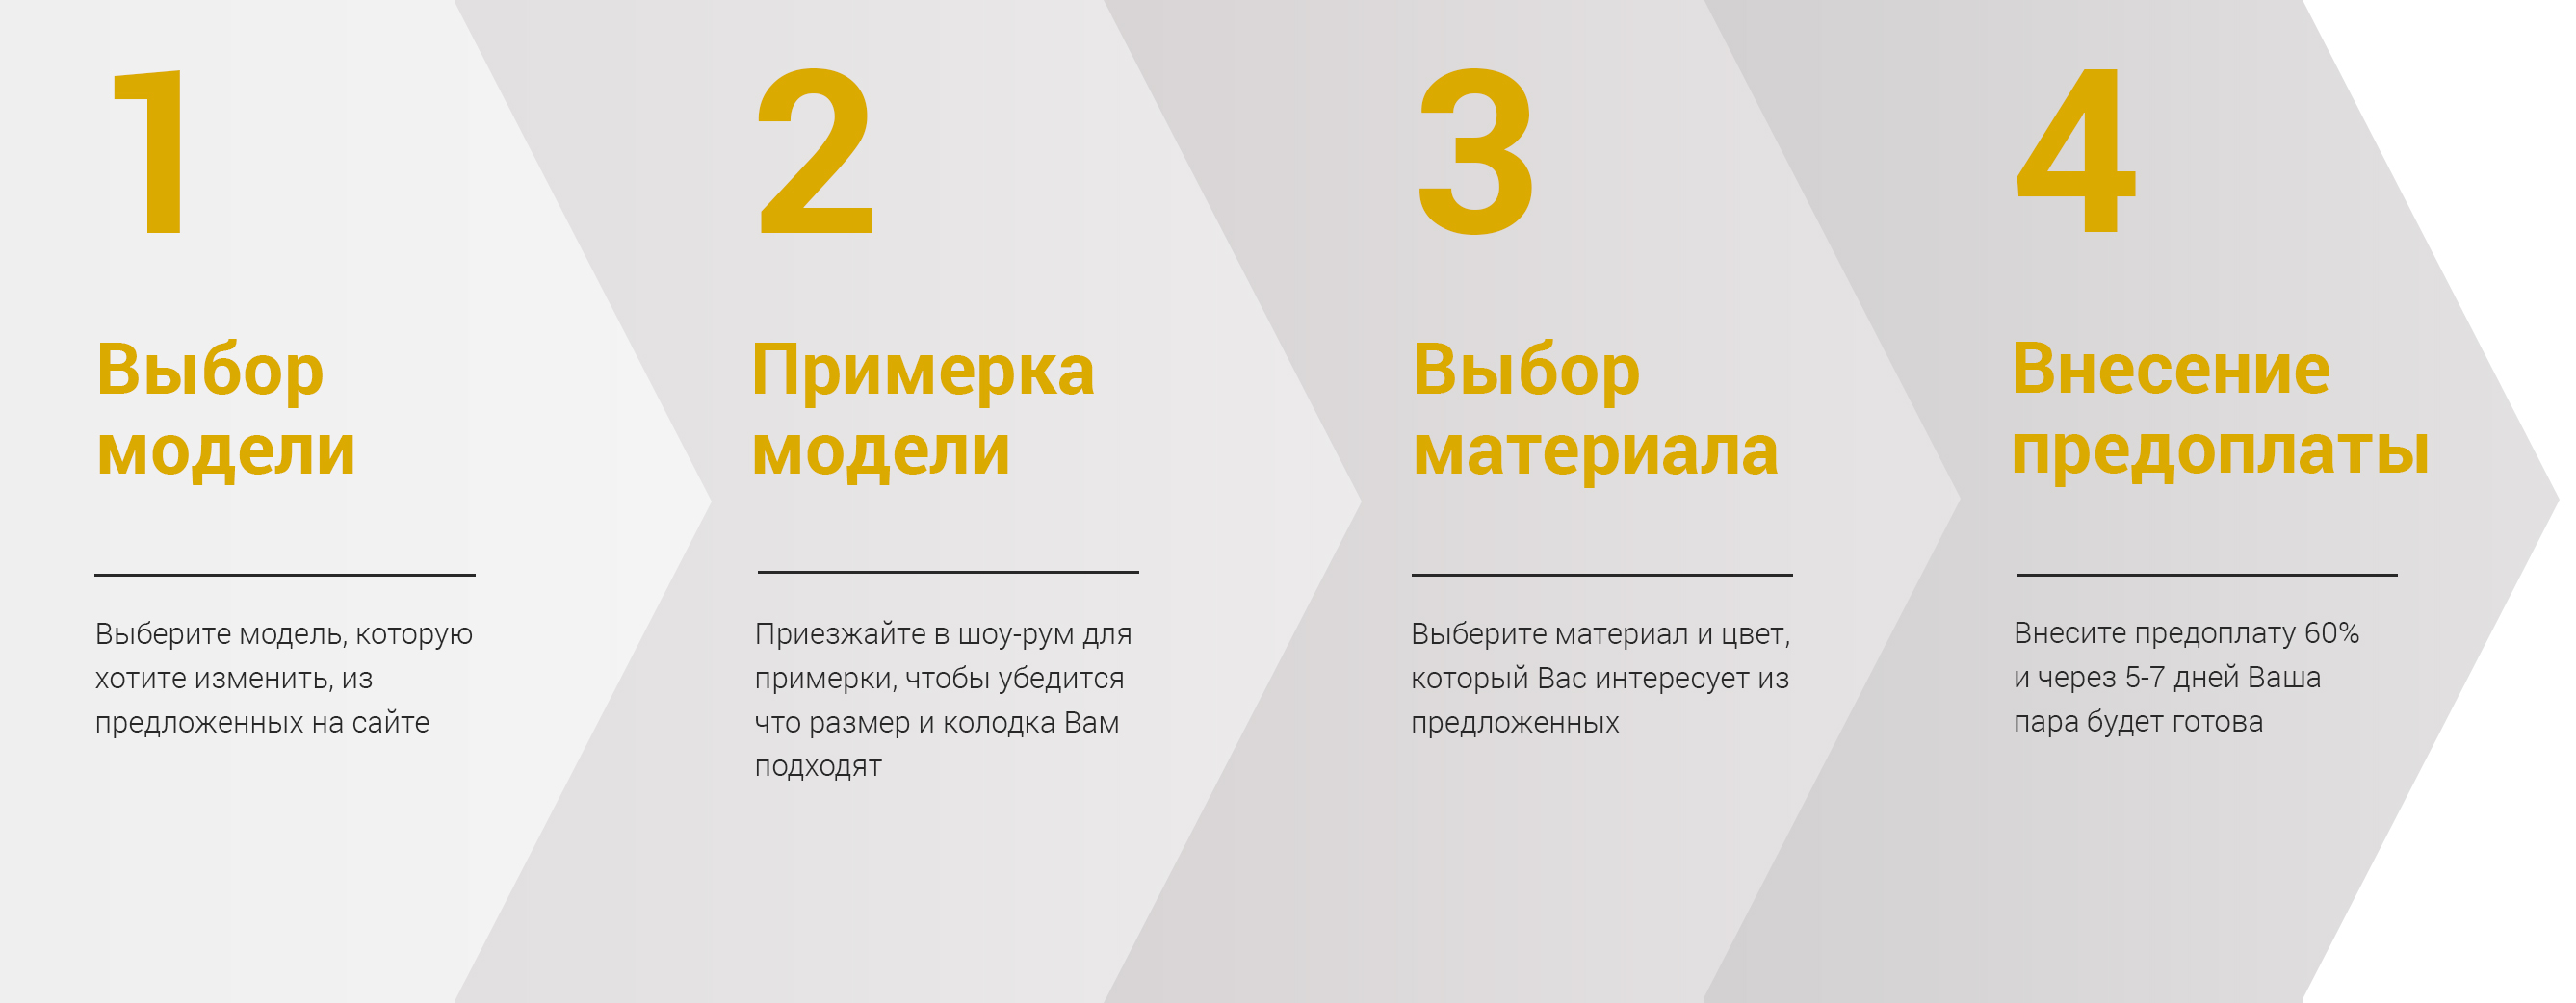 1
Выбор
модели
Выберите модель, которую
хотите изменить, из
предложенных на сайте
2
Примерка
модели
Приезжайте в шоу-рум для
примерки, чтобы убедится
что размер и колодка Вам
подходят
3
Выбор
материала
Выберите материал и цвет,
который Вас интересует из
предложенных
4
Внесение
предоплаты
Внесите предоплату 60%
и через 5-7 дней Ваша
пара будет готова